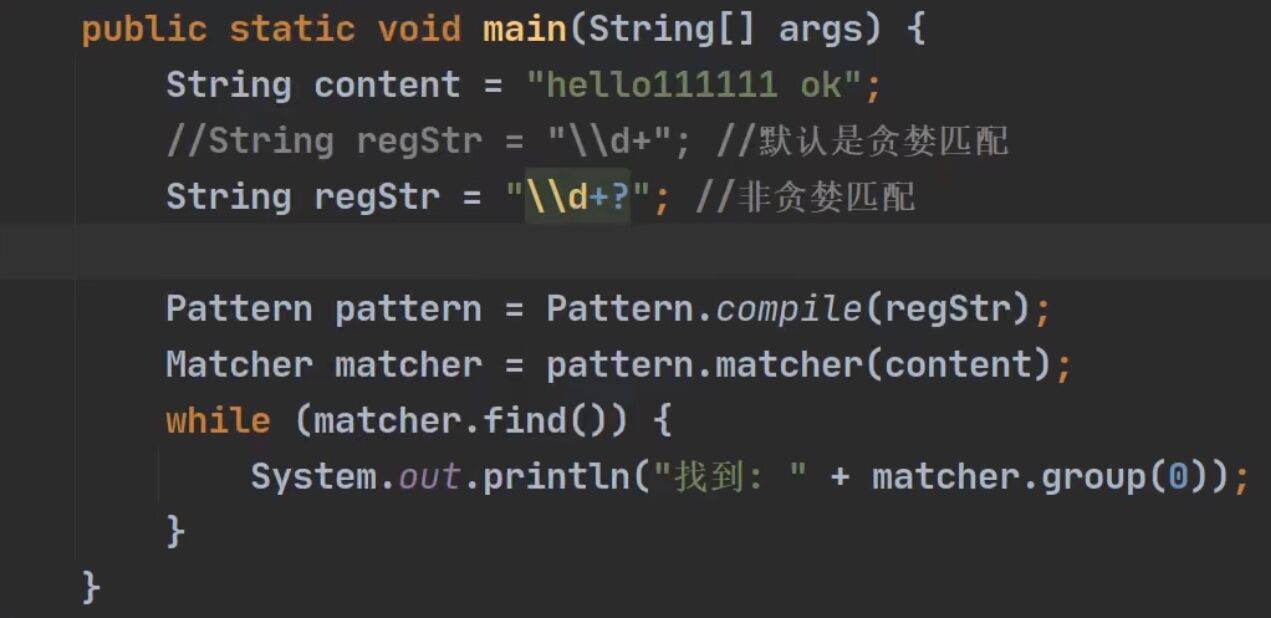 public static void main(String[] args) {
String content = "hello111111 ok";
//String regStr = "\\d+"; //默认是贪婪匹配
String regStr = "\\d+?"; //非贪婪匹配
Pattern pattern = Pattern.compile(regStr);
Matcher matcher = pattern.matcher(content);
while (matcher.find()) {
System.out.println("找到: " + matcher.group(0));
}
}